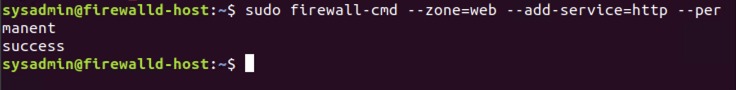 sysadmin@firewalld-host:~$ sudo firewall-cmd --zone=web --add-service=http --per
manent
success
sysadmin@firewalld-host:~$